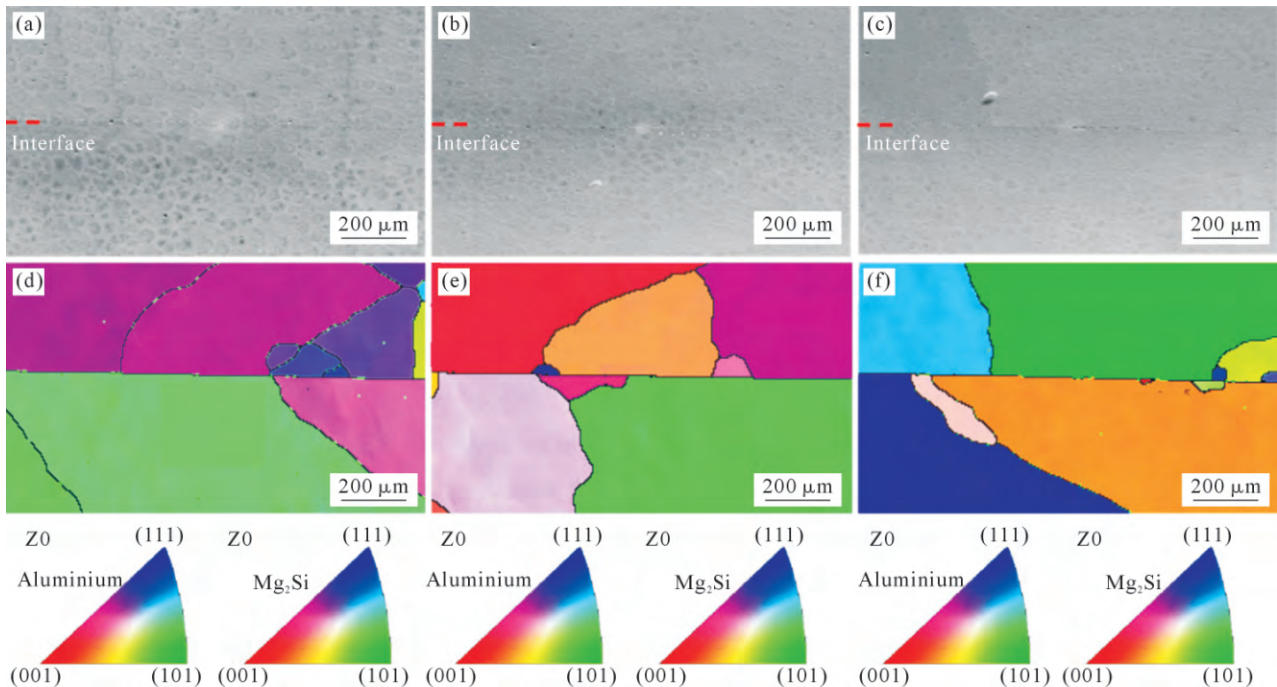 (a)
(b)
(c)
Interface
Interface
Interface
200 μm
200 μm
200 μm
(d)
(e)
(f)
200 μm
200 μm
200 μm
Z0 (111) Z0 (111) Z0 (111) Z0 (111) Z0 (111) Z0 (111)
Aluminium Mg₂Si Aluminium Mg₂Si Aluminium Mg₂Si
(001) (101) (001) (101) (001) (101) (001) (101) (001) (101) (001) (101)